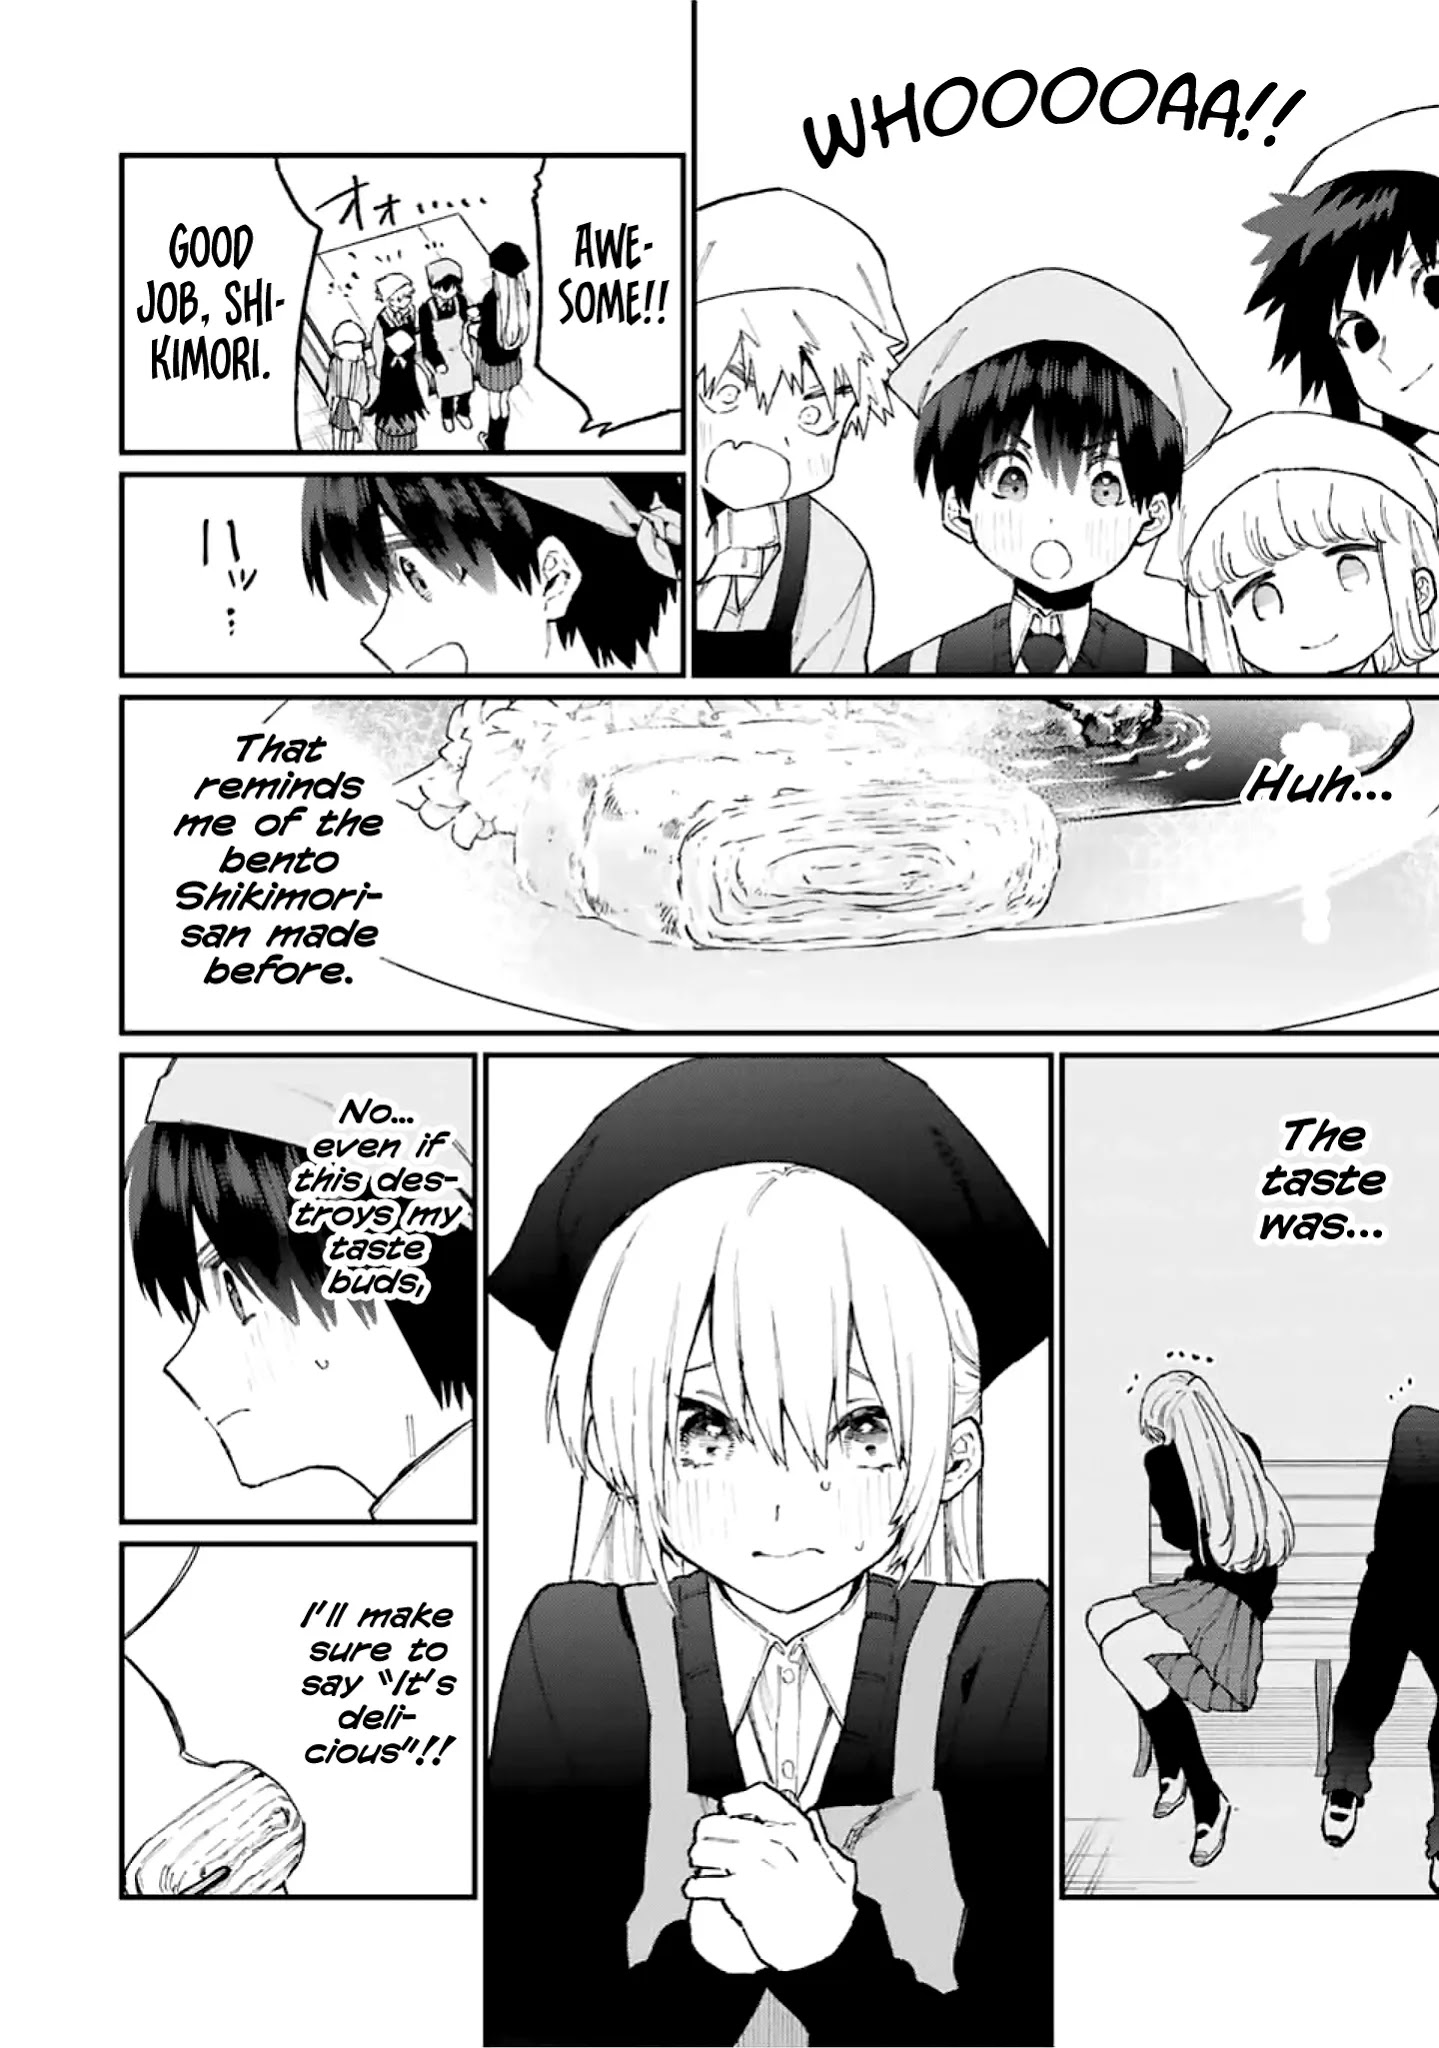 WHOOOOAA!!
AWE-
SOME!!
オオ......
GOOD
JOB, SHI-
KIMORI.
ハッ...
Huh...
That
reminds
me of the
bento
Shikimori-
san made
before.
The
taste
was...
No...
even if
this des-
troys my
taste
buds,
I'll make
sure to
say "It's
deli-
cious"!!